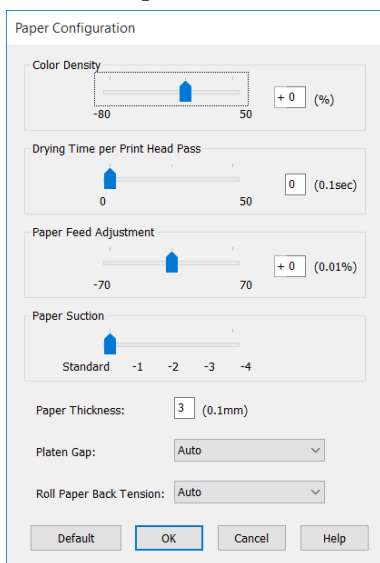 Paper Configuration
Color Density
-80 50
+ 0 (%)
Drying Time per Print Head Pass
0 50
0 (0.1sec)
Paper Feed Adjustment
-70 70
+ 0 (0.01%)
Paper Suction
Standard -1 -2 -3 -4
Paper Thickness: 3 (0.1mm)
Platen Gap: Auto
Roll Paper Back Tension: Auto
Default OK Cancel Help